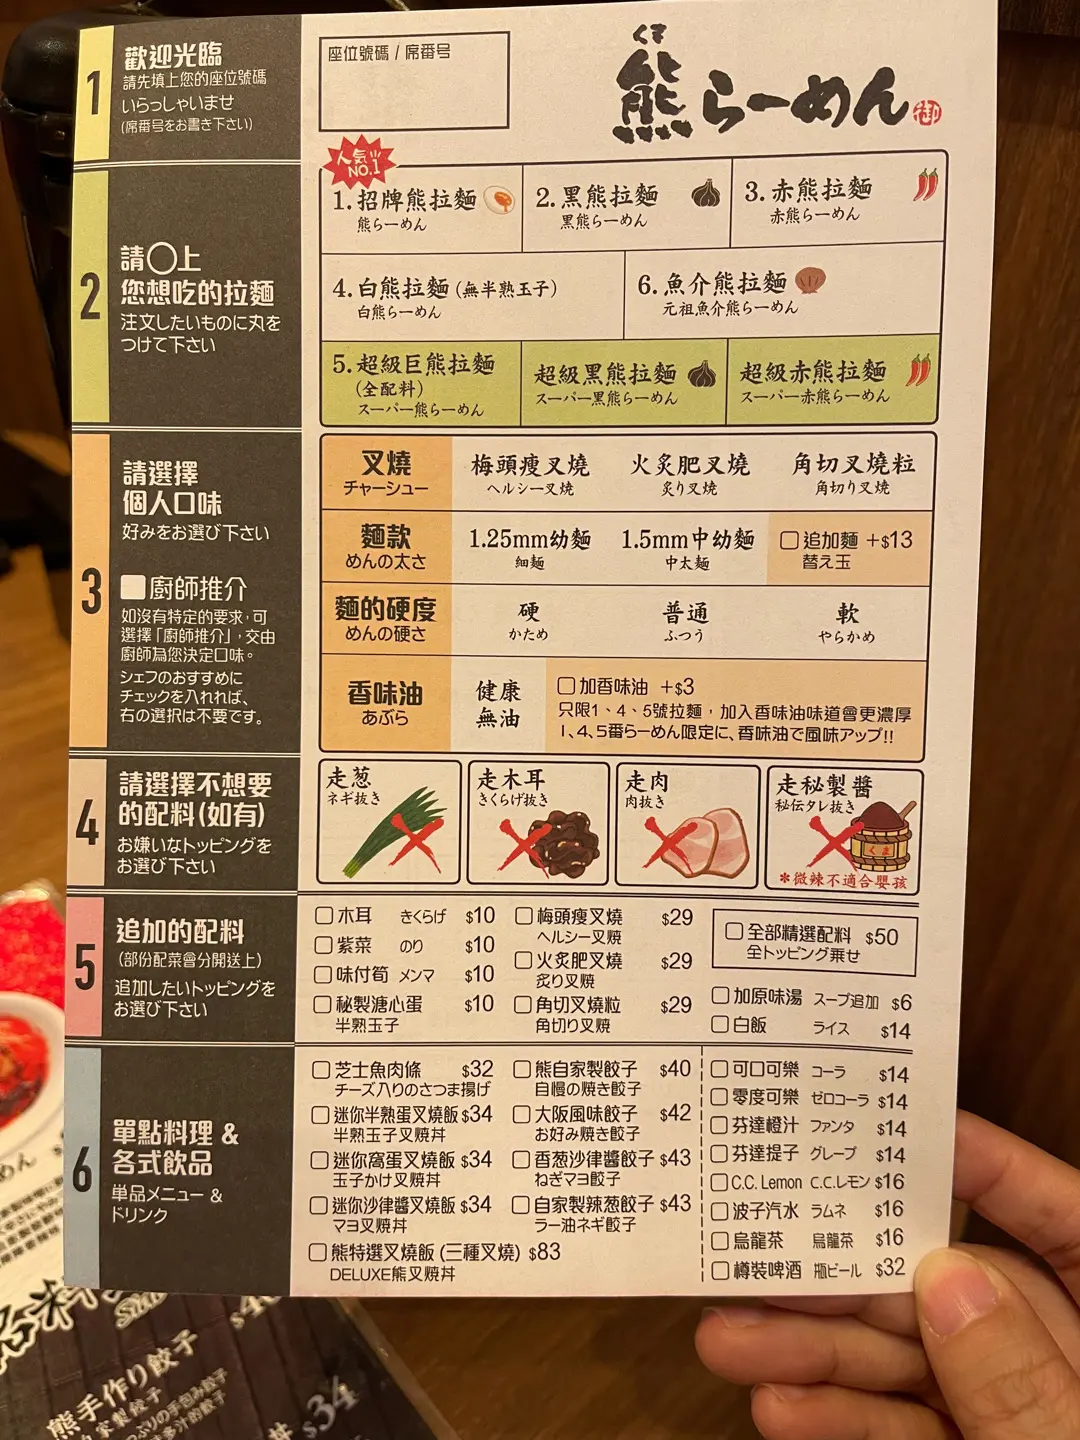 1
歡迎光臨
請先填上您的座位號碼
いらっしゃいませ
(席番号をお書き下さい)
座位號碼 / 席番号
くま
熊らーめん
御
2
請〇上
您想吃的拉麵
注文したいものに丸を
つけて下さい
人気
NO.1
1.招牌熊拉麵
熊らーめん
2.黑熊拉麵
黒熊らーめん
3.赤熊拉麵
赤熊らーめん
4.白熊拉麵(無半熟玉子)
白熊らーめん
6.魚介熊拉麵
元祖魚介熊らーめん
5.超級巨熊拉麵
(全配料)
スーパー熊らーめん
超級黑熊拉麵
スーパー黒熊らーめん
超級赤熊拉麵
スーパー赤熊らーめん
3
請選擇
個人口味
好みをお選び下さい
廚師推介
如沒有特定的要求，可
選擇「廚師推介」，交由
廚師為您決定口味。
シェフのおすすめに
チェックを入れれば、
右の選択は不要です。
叉燒
チャーシュー
梅頭瘦叉燒
ヘルシー叉焼
火炙肥叉燒
炙り叉焼
角切叉燒粒
角切り叉焼
麵款
めんの太さ
1.25mm幼麵
細麺
1.5mm中幼麵
中太麺
追加麵 +$13
替え玉
麵的硬度
めんの硬さ
硬
かため
普通
ふつう
軟
やらかめ
香味油
あぶら
健康
無油
加香味油 +$3
只限1、4、5號拉麵，加入香味油味道會更濃厚
1、4、5番らーめん限定に、香味油で風味アップ!!
4
請選擇不想要
的配料(如有)
お嫌いなトッピングを
お選び下さい
走葱
ネギ抜き
走木耳
きくらげ抜き
走肉
肉抜き
走秘製醬
秘伝タレ抜き
くま
*微辣不適合嬰孩
5
追加的配料
(部份配菜會分開送上)
追加したいトッピングを
お選び下さい
木耳 きくらげ $10
紫菜 のり $10
味付筍 メンマ $10
秘製溏心蛋 $10
半熟玉子
梅頭瘦叉燒 $29
ヘルシー叉焼
火炙肥叉燒 $29
炙り叉焼
角切叉燒粒 $29
角切り叉焼
全部精選配料 $50
全トッピング乗せ
加原味湯 スープ追加 $6
白飯 ライス $14
6
單點料理 &
各式飲品
単品メニュー &
ドリンク
芝士魚肉條 $32
チーズ入りのさつま揚げ
迷你半熟蛋叉燒飯 $34
半熟玉子叉焼丼
迷你窩蛋叉燒飯 $34
玉子かけ叉焼丼
迷你沙律醬叉燒飯 $34
マヨ叉焼丼
熊特選叉燒飯 (三種叉燒) $83
DELUXE熊叉焼丼
熊自家製餃子 $40
自慢の焼き餃子
大阪風味餃子 $42
お好み焼き餃子
香葱沙律醬餃子 $43
ねぎマヨ餃子
自家製辣葱餃子 $43
ラー油ネギ餃子
可口可樂 コーラ $14
零度可樂 ゼロコーラ $14
芬達橙汁 ファンタ $14
芬達提子 グレープ $14
C.C. Lemon C.C.レモン $16
波子汽水 ラムネ $16
烏龍茶 烏龍茶 $16
樽裝啤酒 瓶ビール $32
熊手作り餃子
$34